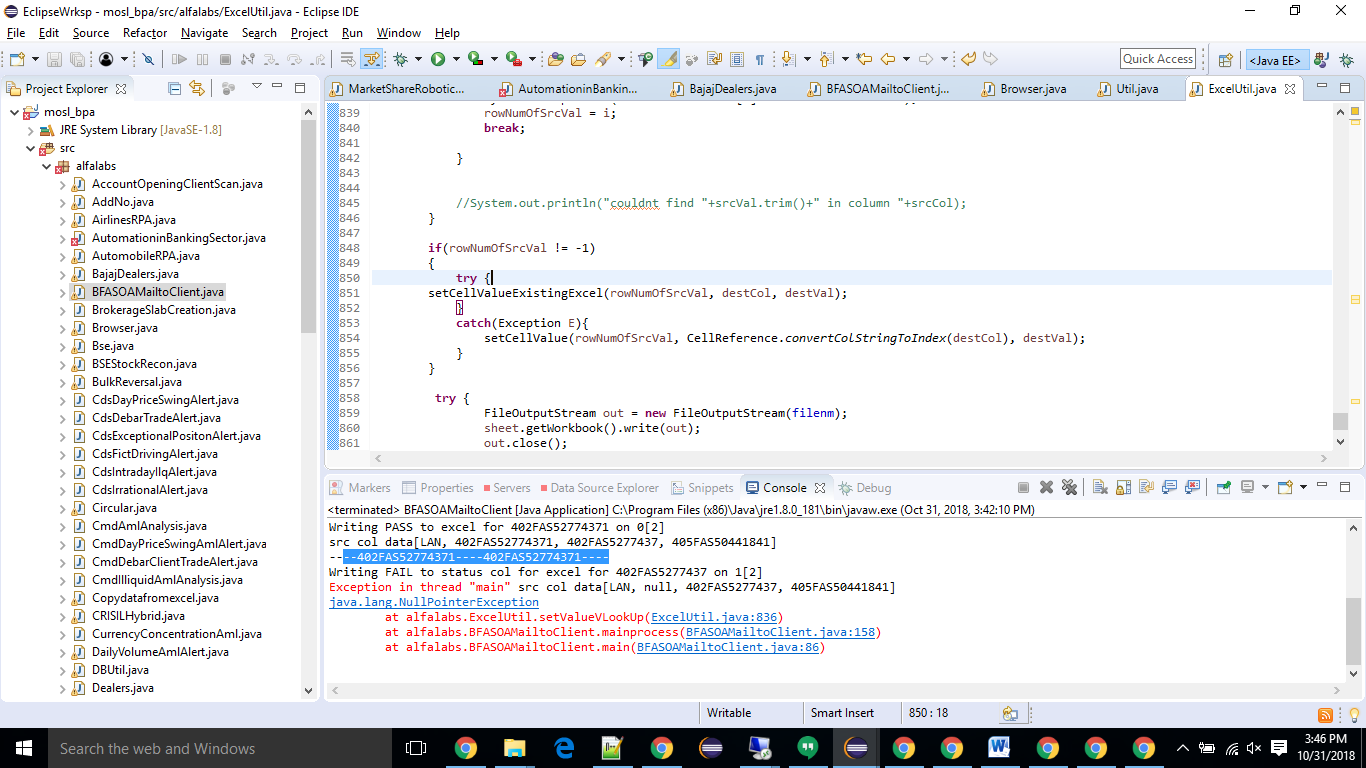 EclipseWrksp - mosl_bpa/src/alfalabs/ExcelUtil.java - Eclipse IDE
File Edit Source Refactor Navigate Search Project Run Window Help
Quick Access
<Java EE>
Project Explorer
mosl_bpa
JRE System Library [JavaSE-1.8]
src
alfalabs
AccountOpeningClientScan.java
AddNo.java
AirlinesRPA.java
AutomationinBankingSector.java
AutomobileRPA.java
BajajDealers.java
BFASOAMailtoClient.java
BrokerageSlabCreation.java
Browser.java
Bse.java
BSEStockRecon.java
BulkReversal.java
CdsDayPriceSwingAlert.java
CdsDebarTradeAlert.java
CdsExceptionalPositonAlert.java
CdsFictDrivingAlert.java
CdsIntradayIlqAlert.java
CdsIrrationalAlert.java
Circular.java
CmdAmlAnalysis.java
CmdDayPriceSwingAmlAlert.java
CmdDebarClientTradeAlert.java
CmdIlliquidAmlAnalysis.java
Copydatafromexcel.java
CRISILHybrid.java
CurrencyConcentrationAml.java
DailyVolumeAmlAlert.java
DBUtil.java
Dealers.java
MarketShareRobotic... AutomationinBankin... BajajDealers.java BFASOAMailtoClient.j... Browser.java Util.java ExcelUtil.java
839 rowNumOfSrcVal = i;
840 break;
841
842 }
843
844
845 //System.out.println("couldnt find "+srcVal.trim()+" in column "+srcCol);
846 }
847
848 if(rowNumOfSrcVal != -1)
849 {
850 try {
851 setCellValueExistingExcel(rowNumOfSrcVal, destCol, destVal);
852 }
853 catch(Exception E){
854 setCellValue(rowNumOfSrcVal, CellReference.convertColStringToIndex(destCol), destVal);
855 }
856 }
857
858 try {
859 FileOutputStream out = new FileOutputStream(filenm);
860 sheet.getWorkbook().write(out);
861 out.close();
Markers Properties Servers Data Source Explorer Snippets Console Debug
<terminated> BFASOAMailtoClient [Java Application] C:\Program Files (x86)\Java\jre1.8.0_181\bin\javaw.exe (Oct 31, 2018, 3:42:10 PM)
Writing PASS to excel for 402FAS52774371 on 0[2]
src col data[LAN, 402FAS52774371, 402FAS5277437, 405FAS50441841]
----402FAS52774371----402FAS52774371----
Writing FAIL to status col for excel for 402FAS5277437 on 1[2]
Exception in thread "main" src col data[LAN, null, 402FAS5277437, 405FAS50441841]
java.lang.NullPointerException
at alfalabs.ExcelUtil.setValueVLookUp(ExcelUtil.java:836)
at alfalabs.BFASOAMailtoClient.mainprocess(BFASOAMailtoClient.java:158)
at alfalabs.BFASOAMailtoClient.main(BFASOAMailtoClient.java:86)
Writable Smart Insert 850 : 18
Search the web and Windows
3:46 PM
10/31/2018